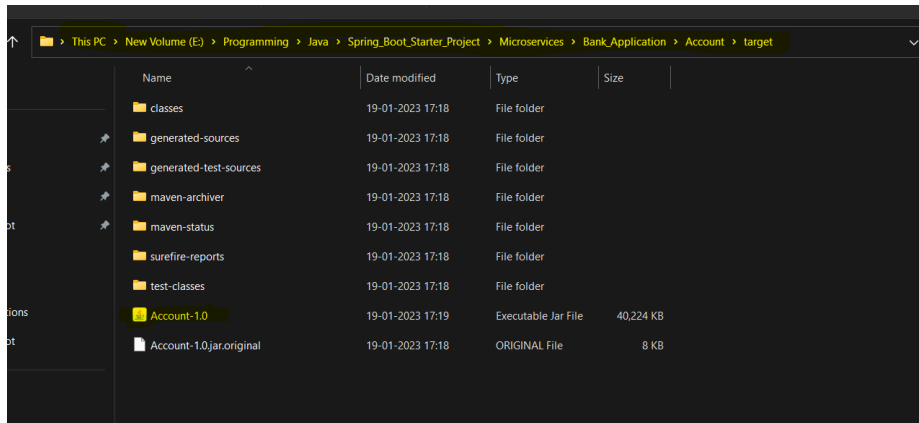 This PC > New Volume (E:) > Programming > Java > Spring_Boot_Starter_Project > Microservices > Bank_Application > Account > target
Name Date modified Type Size
classes 19-01-2023 17:18 File folder
generated-sources 19-01-2023 17:18 File folder
s generated-test-sources 19-01-2023 17:18 File folder
maven-archiver 19-01-2023 17:18 File folder
ot maven-status 19-01-2023 17:18 File folder
surefire-reports 19-01-2023 17:18 File folder
test-classes 19-01-2023 17:18 File folder
tions Account-1.0 19-01-2023 17:19 Executable Jar File 40,224 KB
ot Account-1.0.jar.original 19-01-2023 17:18 ORIGINAL File 8 KB